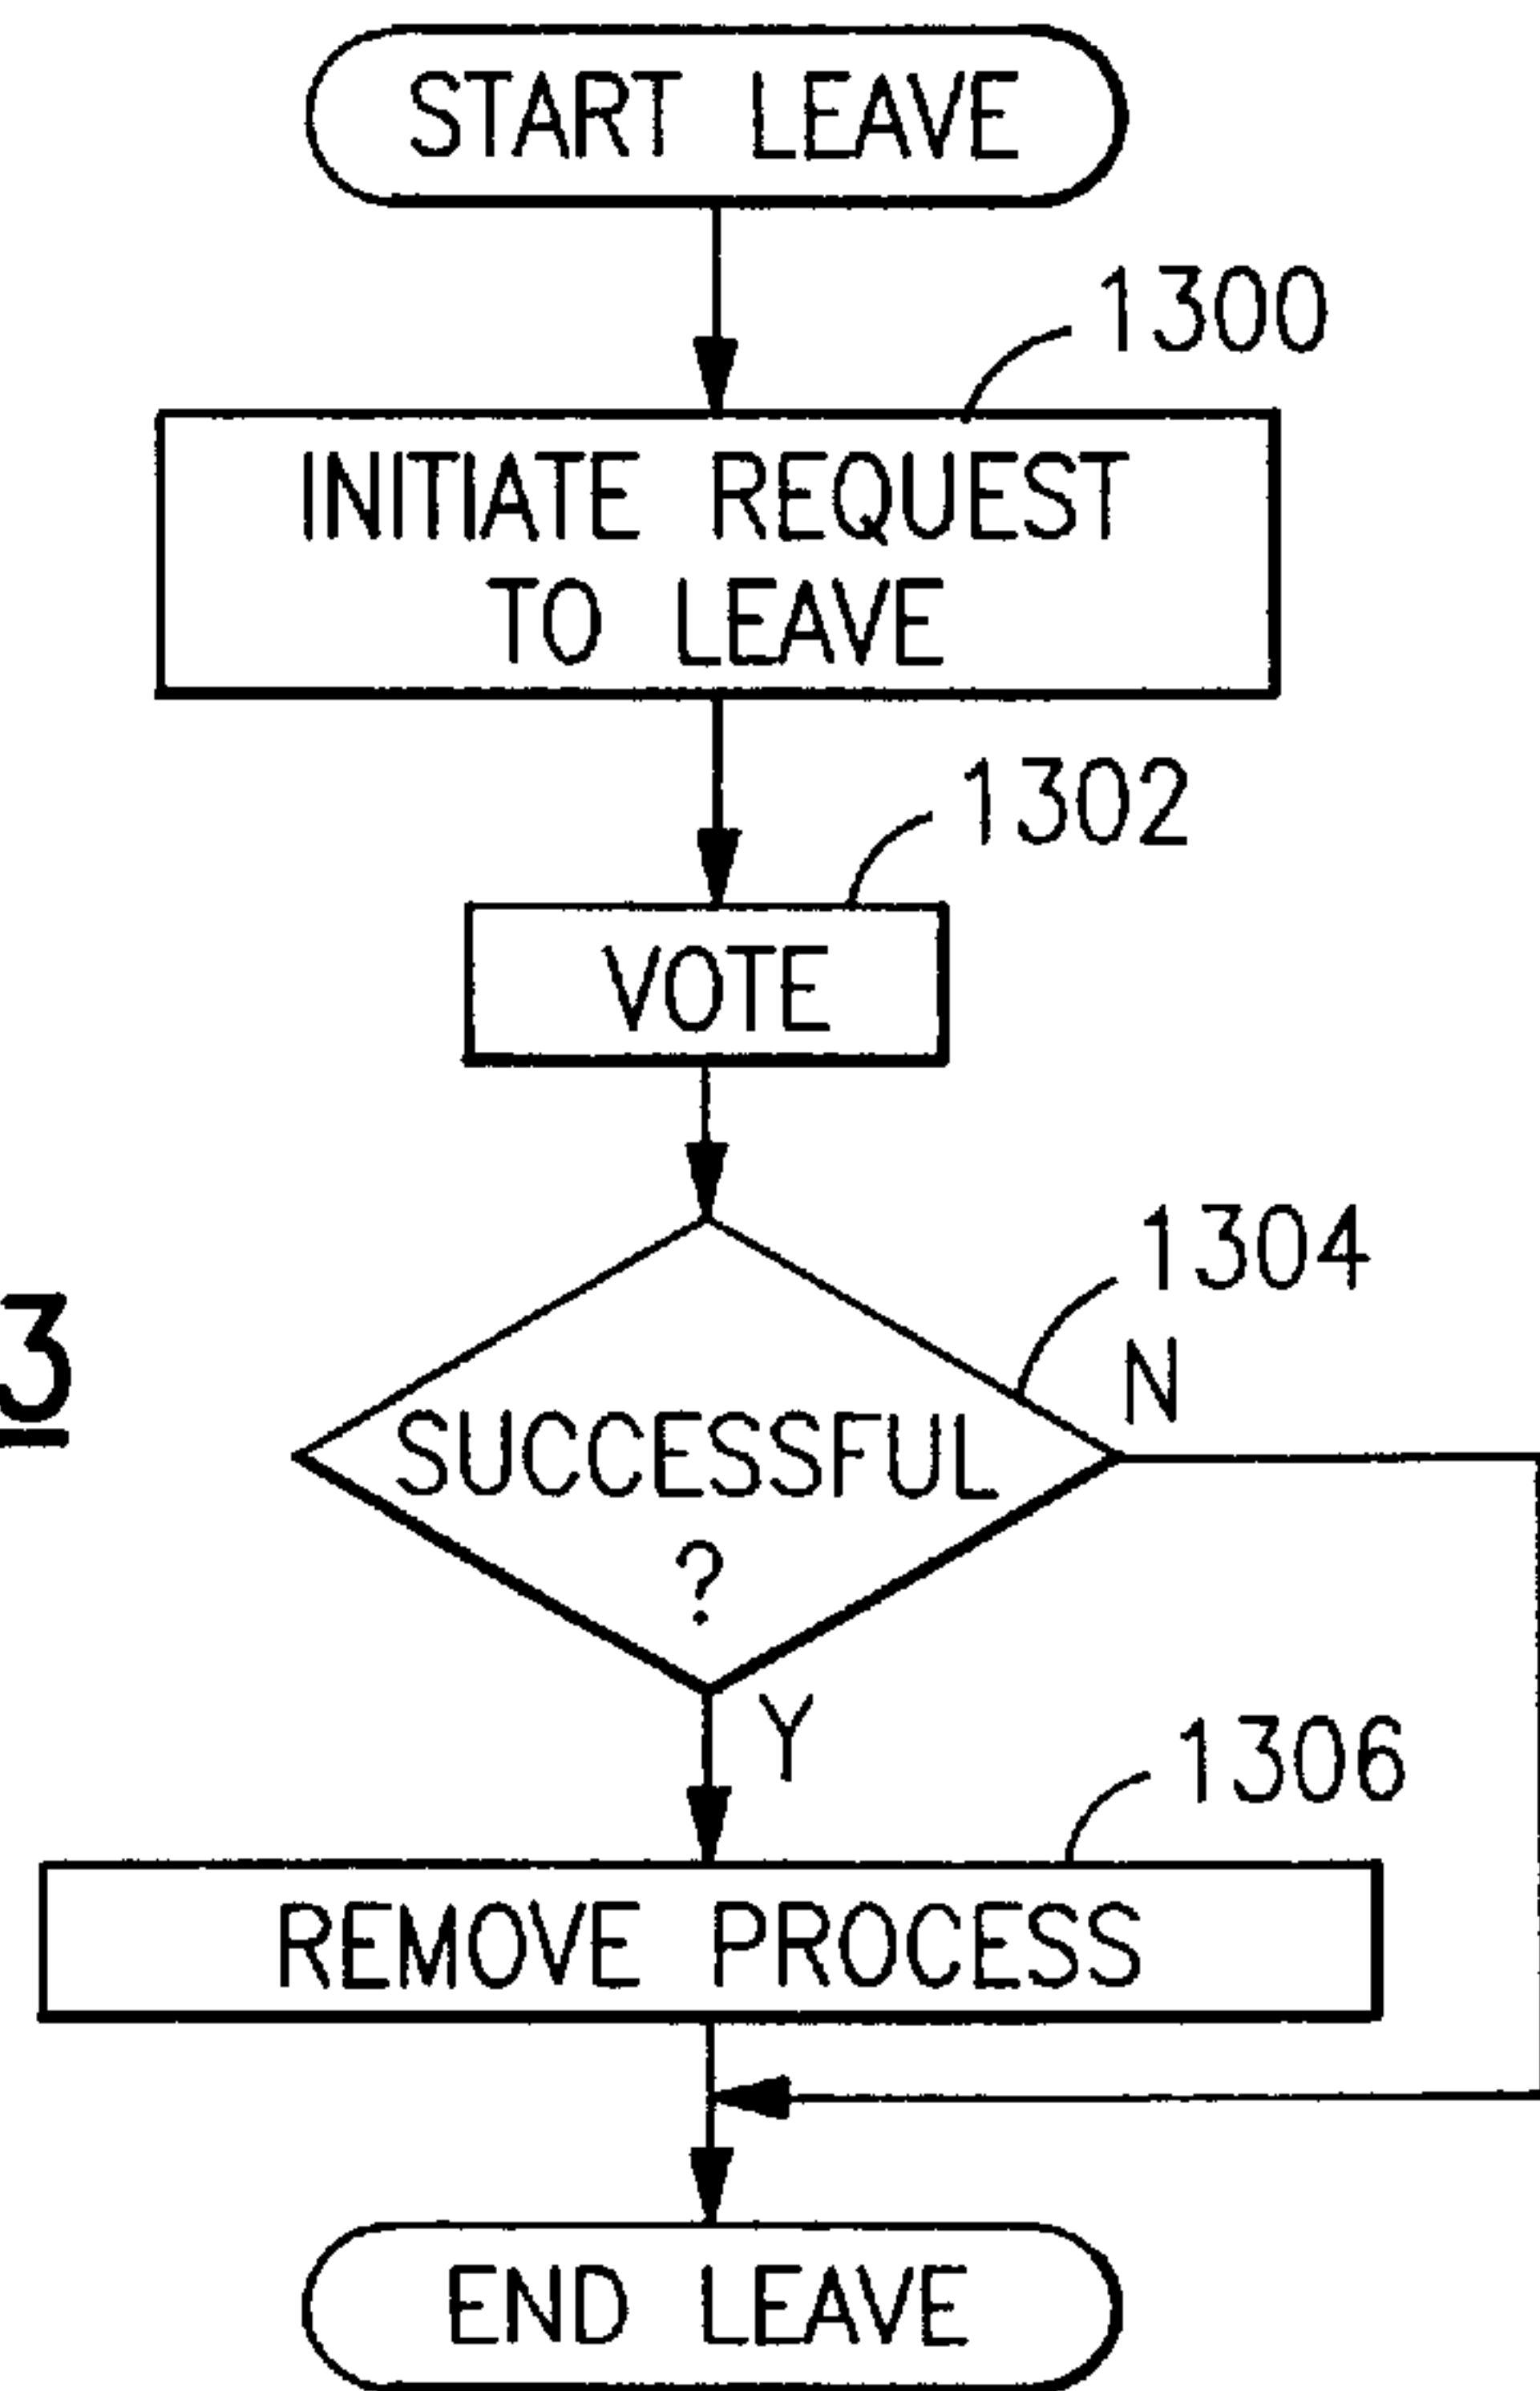 START LEAVE
1300
INITIATE REQUEST
TO LEAVE
1302
VOTE
1304
N
3
SUCCESSFUL
?
Y
1306
REMOVE PROCESS
END LEAVE